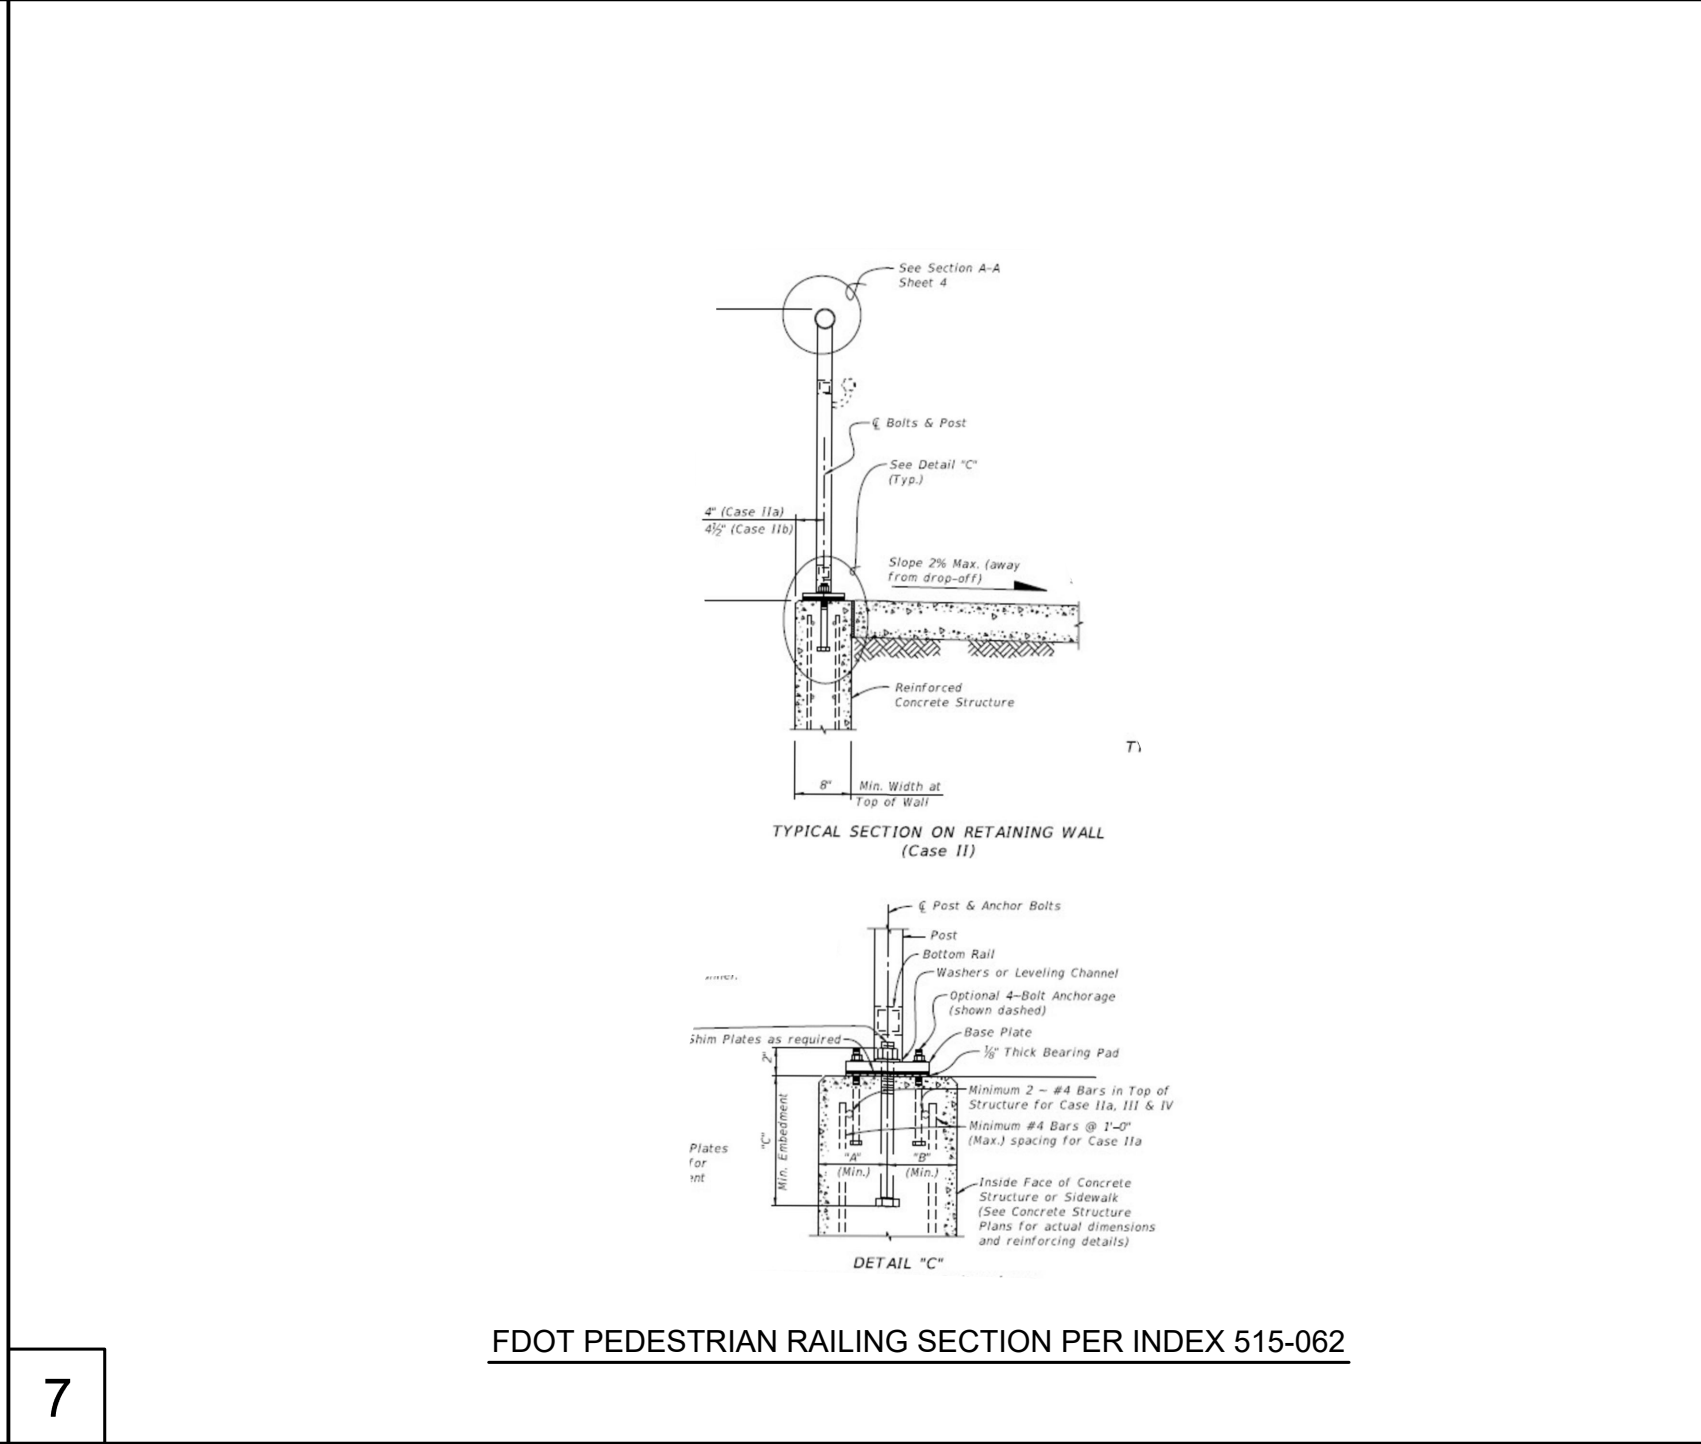 See Section A-A
Sheet 4
℄ Bolts & Post
See Detail "C"
(Typ.)
4" (Case IIa)
4½" (Case IIb)
Slope 2% Max. (away
from drop-off)
Reinforced
Concrete Structure
8" Min. Width at
Top of Wall
TYPICAL SECTION ON RETAINING WALL
(Case II)
℄ Post & Anchor Bolts
Post
Bottom Rail
Washers or Leveling Channel
Optional 4-Bolt Anchorage
(shown dashed)
Base Plate
Shim Plates as required
⅛" Thick Bearing Pad
2"
Minimum 2 ~ #4 Bars in Top of
Structure for Case IIa, III & IV
Minimum #4 Bars @ 1'-0"
(Max.) spacing for Case IIa
"C"
Min. Embedment
Plates
for
"A" "B"
(Min.) (Min.)
Inside Face of Concrete
Structure or Sidewalk
(See Concrete Structure
Plans for actual dimensions
and reinforcing details)
DETAIL "C"
FDOT PEDESTRIAN RAILING SECTION PER INDEX 515-062
7